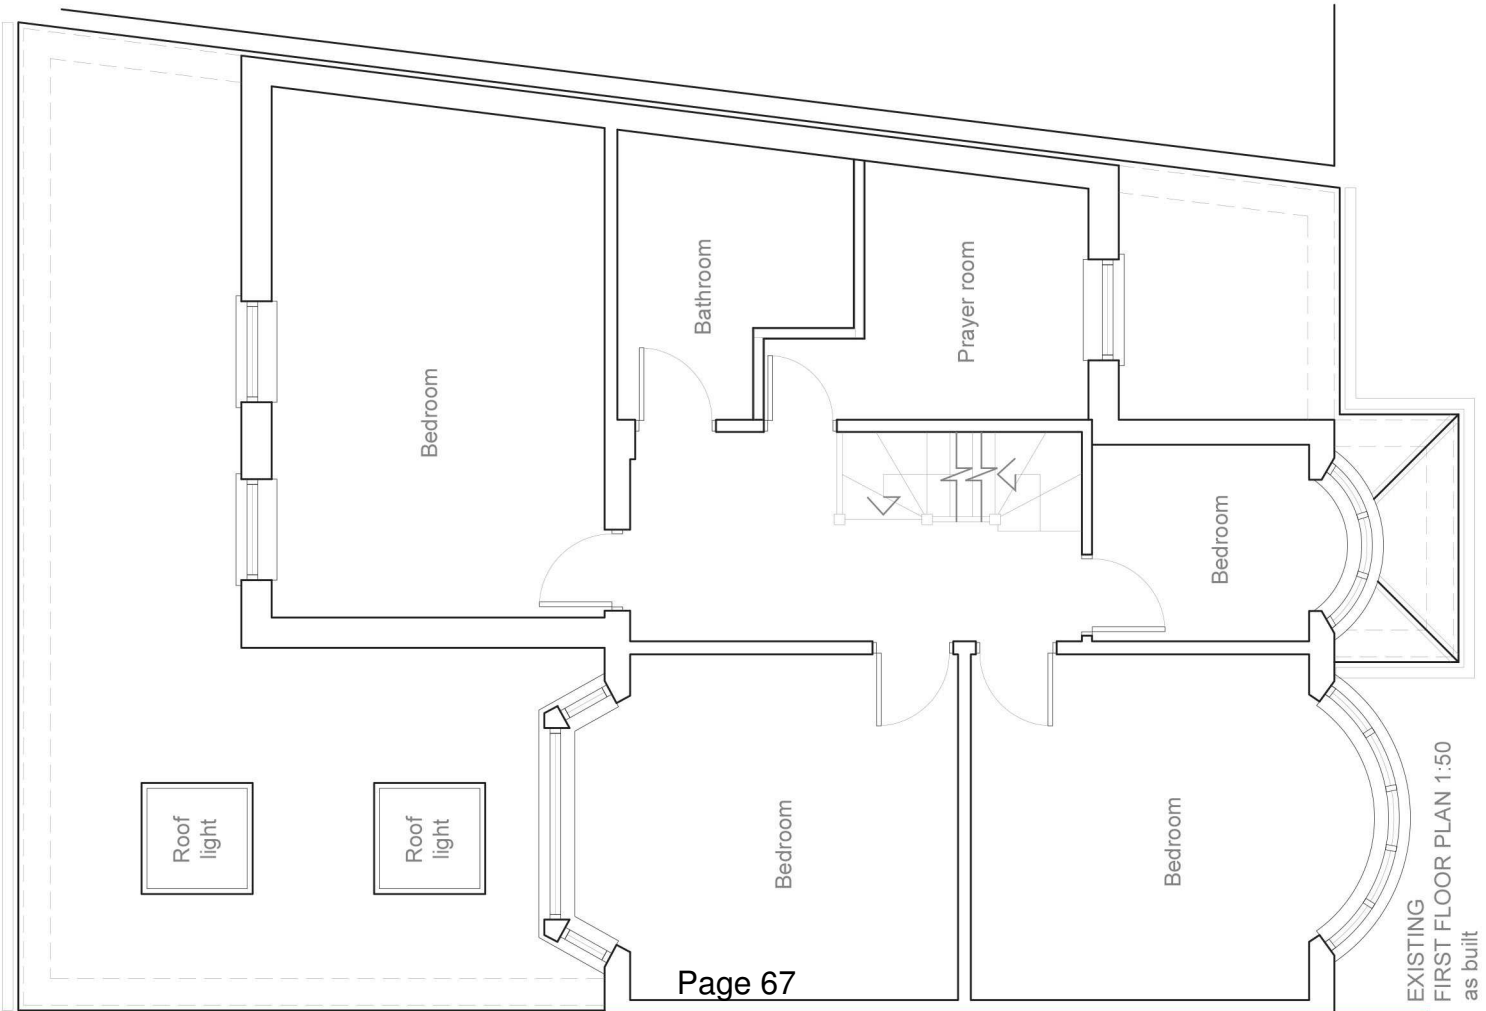 Bedroom
Bathroom
Prayer room
Bedroom
Roof
light
Roof
light
Bedroom
Bedroom
EXISTING
FIRST FLOOR PLAN 1:50
as built
Page 67